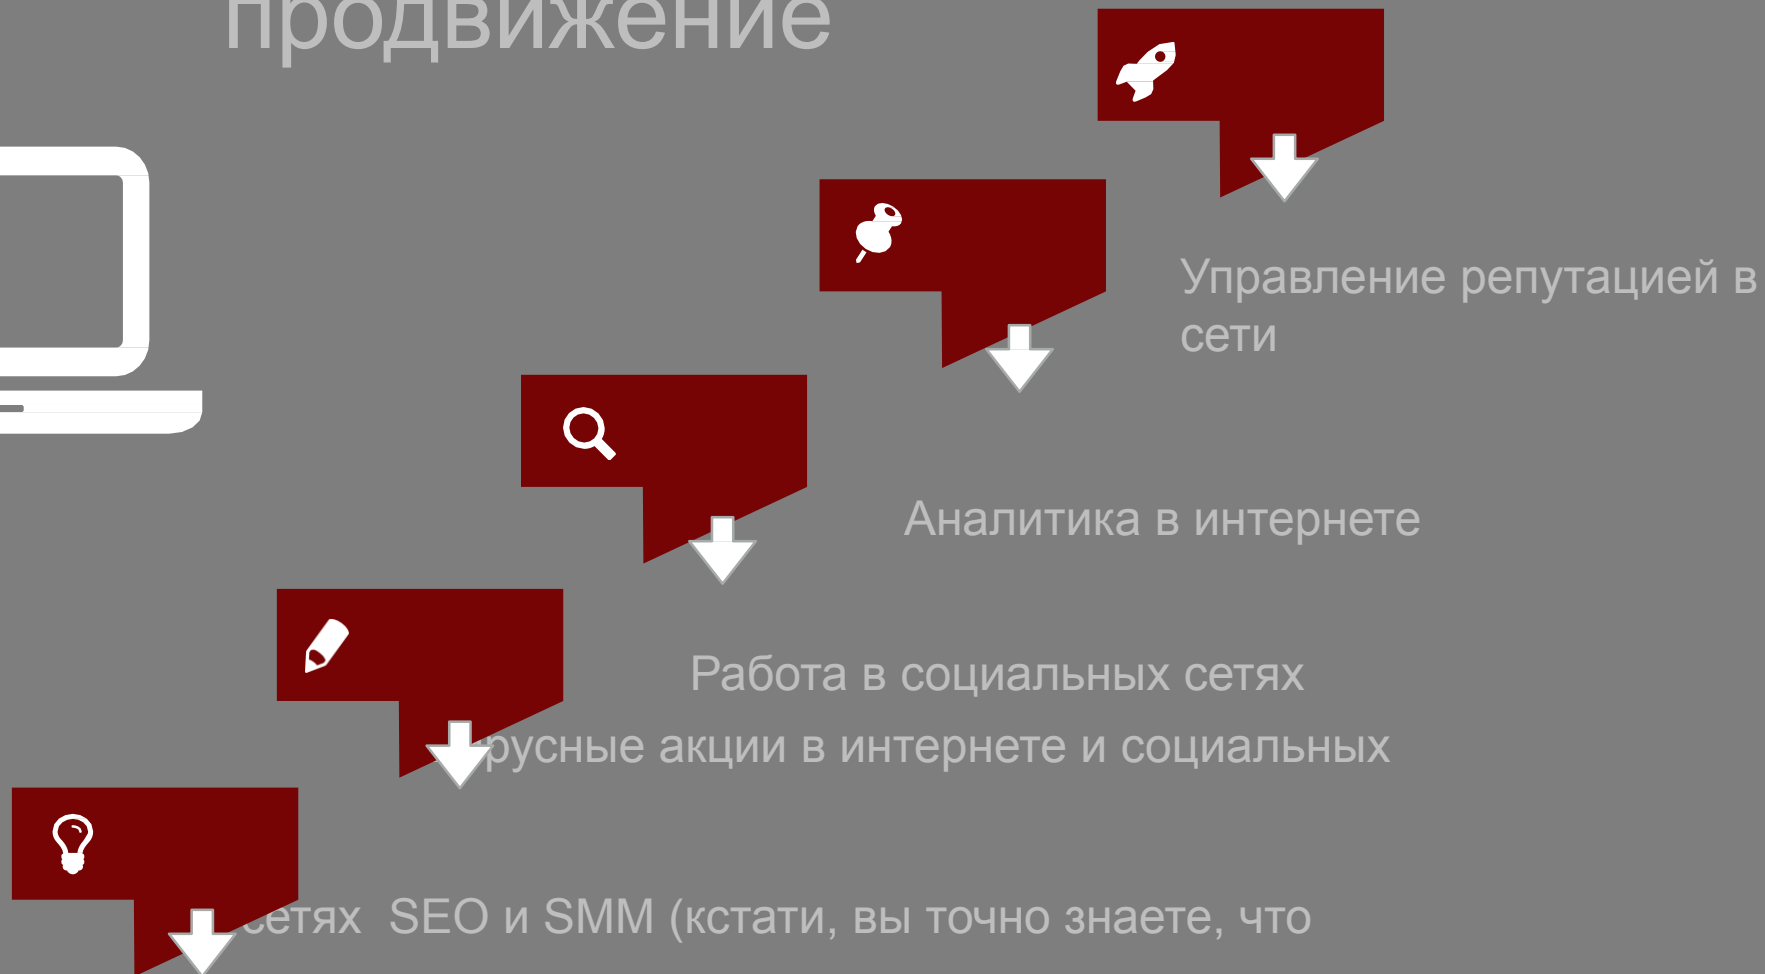 продвижение
Управление репутацией в
сети
Аналитика в интернете
Работа в социальных сетях
акции в интернете и социальных
сетях SEO и SMM (кстати, вы точно знаете, что